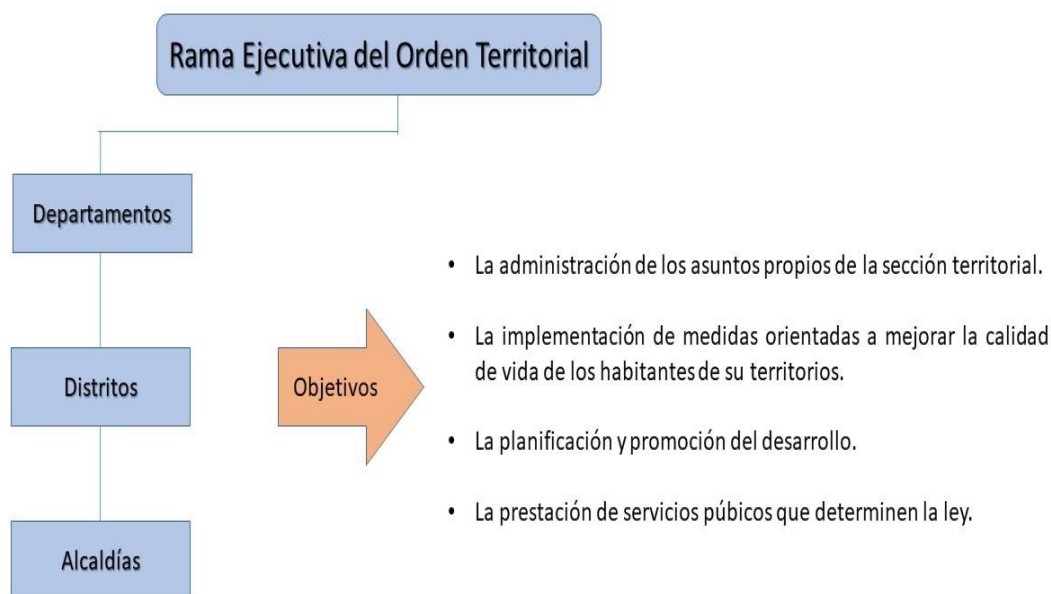 Rama Ejecutiva del Orden Territorial
Departamentos
Distritos
Alcaldías
Objetivos
• La administración de los asuntos propios de la sección territorial.
• La implementación de medidas orientadas a mejorar la calidad
de vida de los habitantes de su territorios.
• La planificación y promoción del desarrollo.
• La prestación de servicios púbicos que determinen la ley.